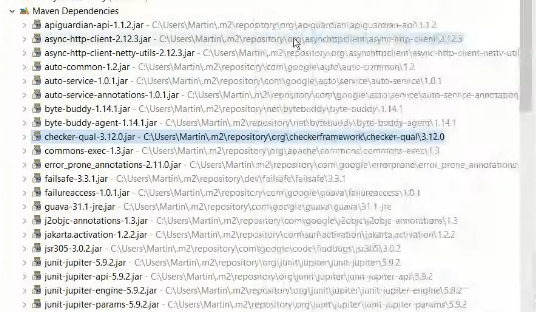 Maven Dependencies
apiguardian-api-1.1.2.jar - C:\Users\Martin\.m2\repository\org\apiguardian\apiguardian-api\1.1.2
async-http-client-2.12.3.jar - C:\Users\Martin\.m2\repository\org\asynchttpclient\async-http-client\2.12.3
async-http-client-netty-utils-2.12.3.jar - C:\Users\Martin\.m2\repository\org\asynchttpclient\async-http-client-netty-util
auto-common-1.2.jar - C:\Users\Martin\.m2\repository\com\google\auto\auto-common\1.2
auto-service-1.0.1.jar - C:\Users\Martin\.m2\repository\com\google\auto\service\auto-service\1.0.1
auto-service-annotations-1.0.1.jar - C:\Users\Martin\.m2\repository\com\google\auto\service\auto-service-annotation
byte-buddy-1.14.1.jar - C:\Users\Martin\.m2\repository\net\bytebuddy\byte-buddy\1.14.1
byte-buddy-agent-1.14.1.jar - C:\Users\Martin\.m2\repository\net\bytebuddy\byte-buddy-agent\1.14.1
checker-qual-3.12.0.jar - C:\Users\Martin\.m2\repository\org\checkerframework\checker-qual\3.12.0
commons-exec-1.3.jar - C:\Users\Martin\.m2\repository\org\apache\commons\commons-exec\1.3
error_prone_annotations-2.11.0.jar - C:\Users\Martin\.m2\repository\com\google\errorprone\error_prone_annotations
failsafe-3.3.1.jar - C:\Users\Martin\.m2\repository\dev\failsafe\failsafe\3.3.1
failureaccess-1.0.1.jar - C:\Users\Martin\.m2\repository\com\google\guava\failureaccess\1.0.1
guava-31.1-jre.jar - C:\Users\Martin\.m2\repository\com\google\guava\guava\31.1-jre
j2objc-annotations-1.3.jar - C:\Users\Martin\.m2\repository\com\google\j2objc\j2objc-annotations\1.3
jakarta.activation-1.2.2.jar - C:\Users\Martin\.m2\repository\com\sun\activation\jakarta.activation\1.2.2
jsr305-3.0.2.jar - C:\Users\Martin\.m2\repository\com\google\code\findbugs\jsr305\3.0.2
junit-jupiter-5.9.2.jar - C:\Users\Martin\.m2\repository\org\junit\jupiter\junit-jupiter\5.9.2
junit-jupiter-api-5.9.2.jar - C:\Users\Martin\.m2\repository\org\junit\jupiter\junit-jupiter-api\5.9.2
junit-jupiter-engine-5.9.2.jar - C:\Users\Martin\.m2\repository\org\junit\jupiter\junit-jupiter-engine\5.9.2
junit-jupiter-params-5.9.2.jar - C:\Users\Martin\.m2\repository\org\junit\jupiter\junit-jupiter-params\5.9.2